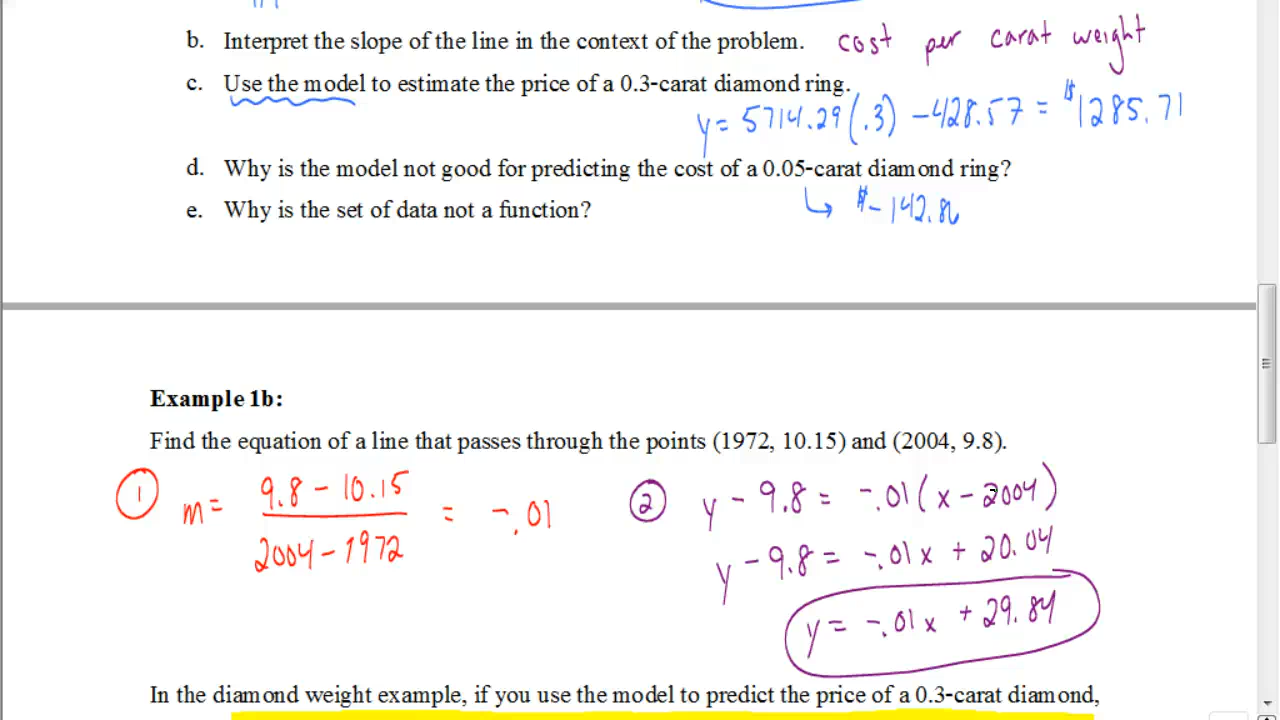 b. Interpret the slope of the line in the context of the problem. cost per carat weight
c. Use the model to estimate the price of a 0.3-carat diamond ring.
y = 5714.29(.3) - 428.57 = $1285.71
d. Why is the model not good for predicting the cost of a 0.05-carat diamond ring?
e. Why is the set of data not a function? ↳ $-142.86
Example 1b:
Find the equation of a line that passes through the points (1972, 10.15) and (2004, 9.8).
① m = 9.8 - 10.15 / 2004 - 1972 = -.01
② y - 9.8 = -.01(x - 2004)
y - 9.8 = -.01x + 20.04
y = -.01x + 29.84
In the diamond weight example, if you use the model to predict the price of a 0.3-carat diamond,